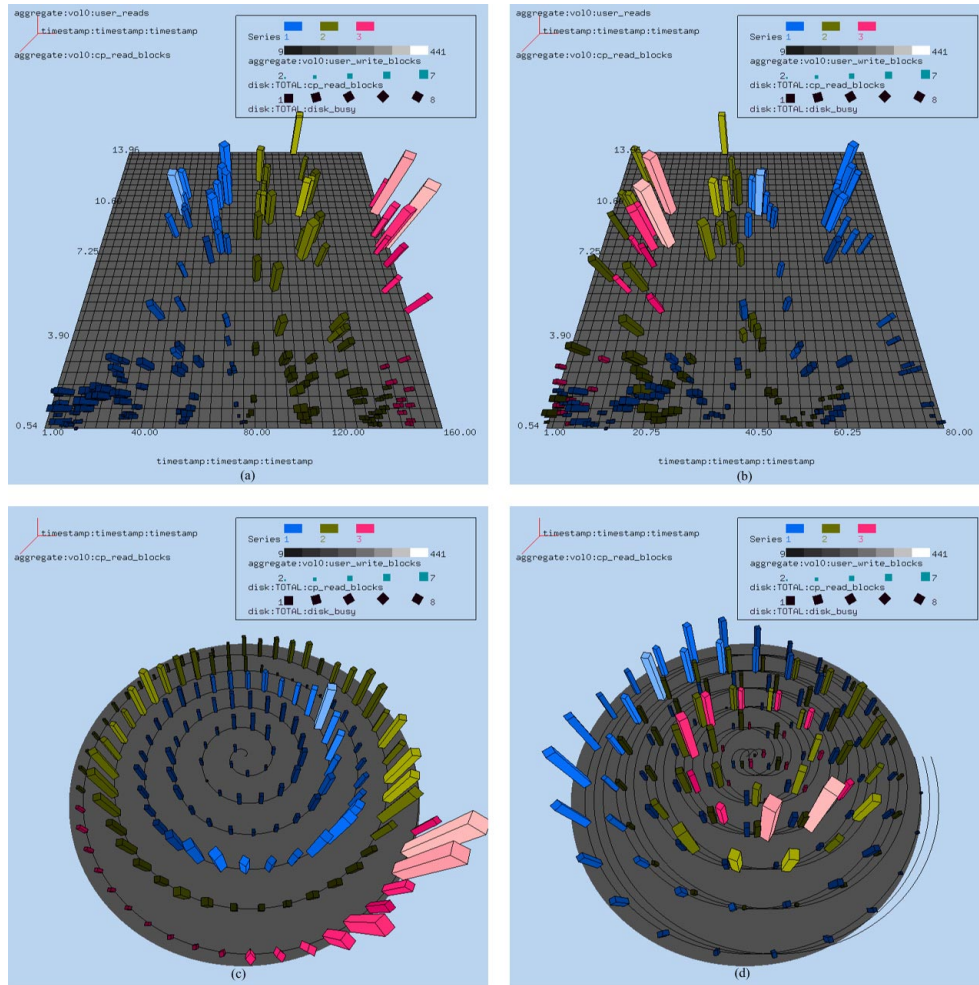 aggregate:vol0:user_reads
timestamp:timestamp:timestamp
aggregate:vol0:cp_read_blocks
Series 1 2 3
9 441
aggregate:vol0:user_write_blocks
2. 7
disk:TOTAL:cp_read_blocks
1 8
disk:TOTAL:disk_busy
13.96
10.60
7.25
3.90
0.54
1.00 40.00 80.00 120.00 160.00
timestamp:timestamp:timestamp
(a)
aggregate:vol0:user_reads
timestamp:timestamp:timestamp
aggregate:vol0:cp_read_blocks
Series 1 2 3
9 441
aggregate:vol0:user_write_blocks
2. 7
disk:TOTAL:cp_read_blocks
1 8
disk:TOTAL:disk_busy
13.96
10.60
7.25
3.90
0.54
1.00 20.75 40.50 60.25 80.00
timestamp:timestamp:timestamp
(b)
timestamp:timestamp:timestamp
aggregate:vol0:cp_read_blocks
Series 1 2 3
9 441
aggregate:vol0:user_write_blocks
2. 7
disk:TOTAL:cp_read_blocks
1 8
disk:TOTAL:disk_busy
(c)
timestamp:timestamp:timestamp
aggregate:vol0:cp_read_blocks
Series 1 2 3
9 441
aggregate:vol0:user_write_blocks
2. 7
disk:TOTAL:cp_read_blocks
1 8
disk:TOTAL:disk_busy
(d)